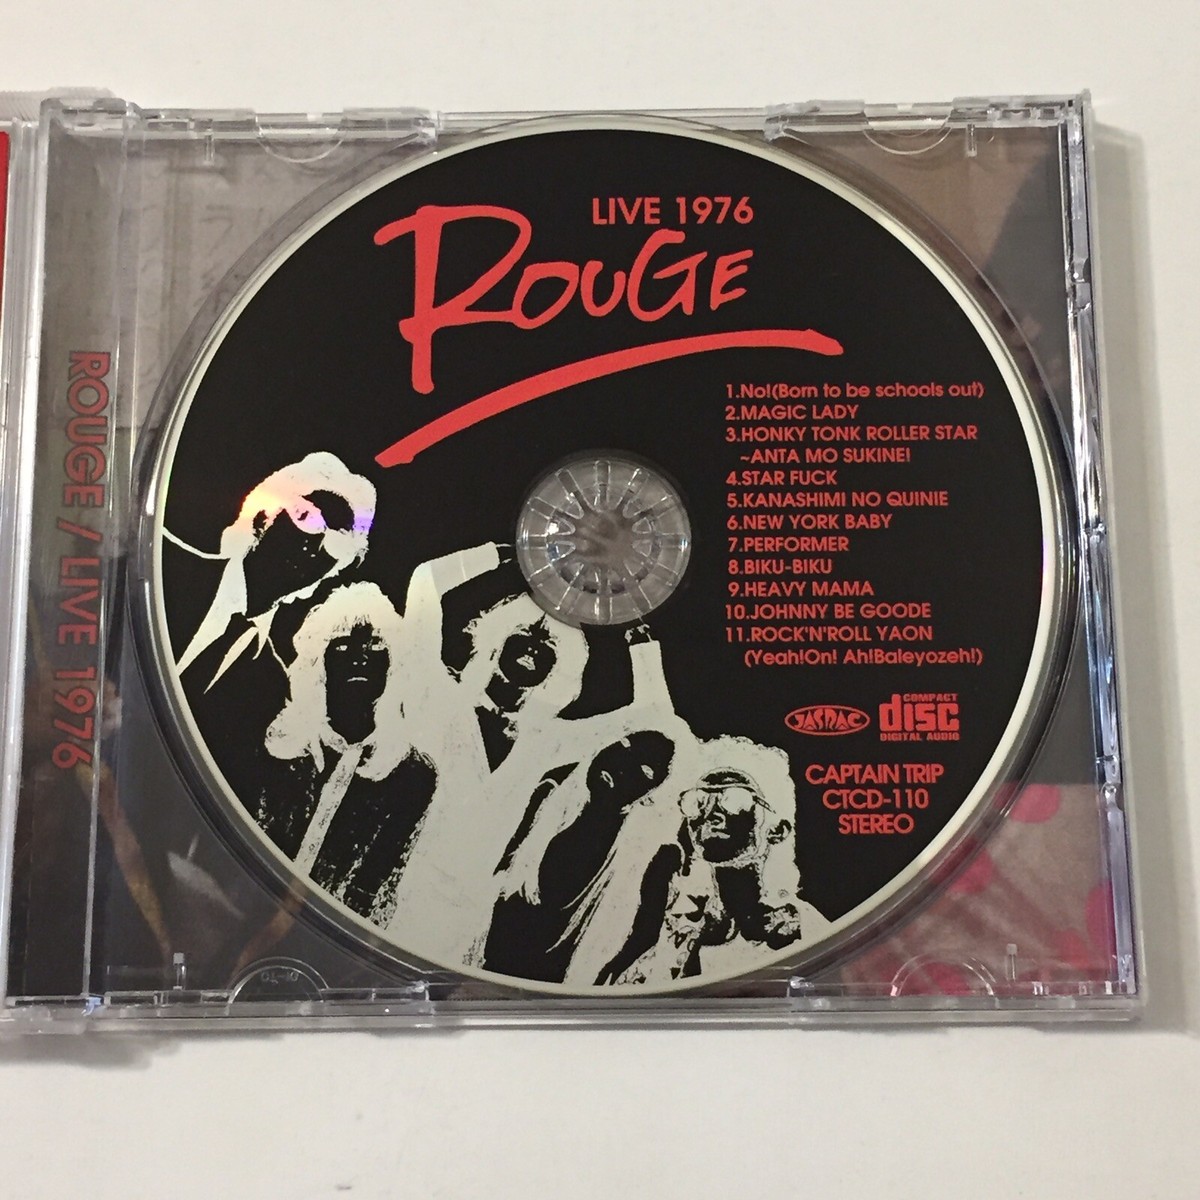 LIVE 1976
ROUGE
1.No!(Born to be schools out)
2.MAGIC LADY
3.HONKY TONK ROLLER STAR
~ANTA MO SUKINE!
4.STAR FUCK
5.KANASHIMI NO QUINIE
6.NEW YORK BABY
7.PERFORMER
8.BIKU-BIKU
9.HEAVY MAMA
10.JOHNNY BE GOODE
11.ROCK'N'ROLL YAON
(Yeah!On! Ah!Baleyozeh!)
JASRAC
COMPACT
disc
DIGITAL AUDIO
CAPTAIN TRIP
CTCD-110
STEREO
ROUGE / LIVE 1976